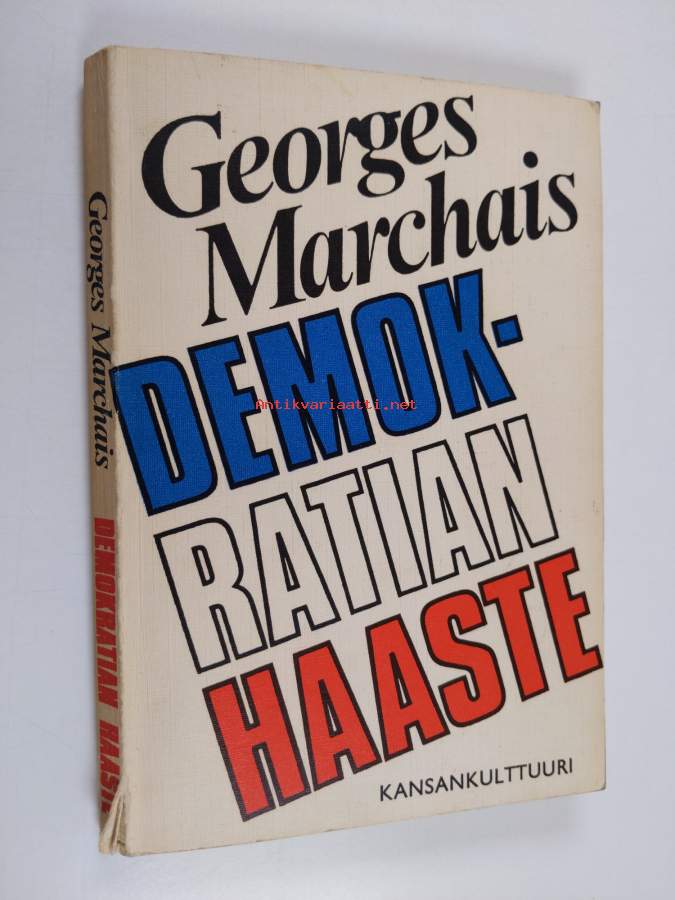 Georges
Marchais
DEMOK-
RATIAN
HAASTE
KANSANKULTTUURI
Georges Marchais DEMOKRATIAN HAASTE
Antikvariaatti.net